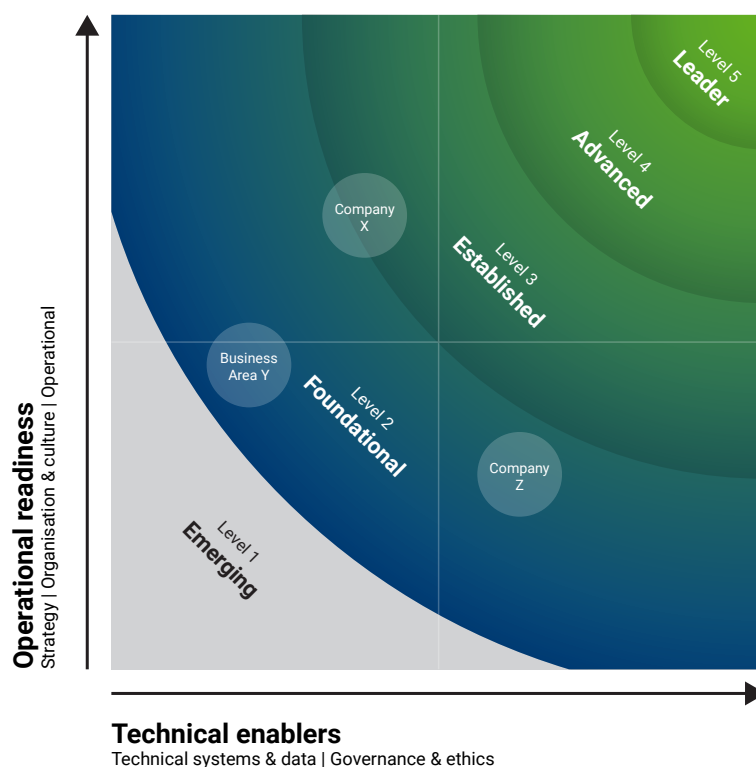 Level 5
Leader
Level 4
Advanced
Company
X
Level 3
Established
Business
Area Y
Level 2
Foundational
Company
Z
Level 1
Emerging
Operational readiness
Strategy | Organisation & culture | Operational
Technical enablers
Technical systems & data | Governance & ethics